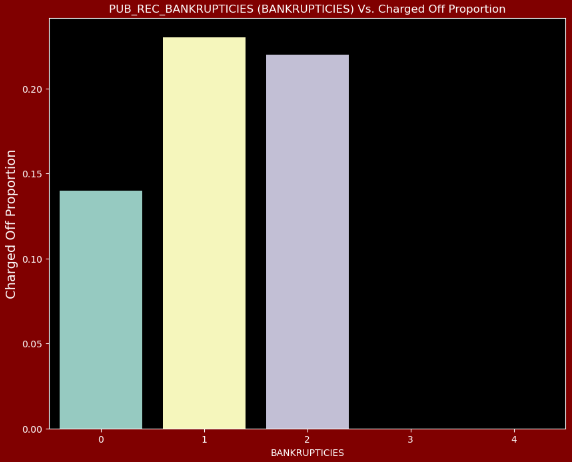 PUB_REC_BANKRUPTICIES (BANKRUPTICIES) Vs. Charged Off Proportion
Charged Off Proportion
0.20
0.15
0.10
0.05
0.00
0 1 2 3 4
BANKRUPTICIES